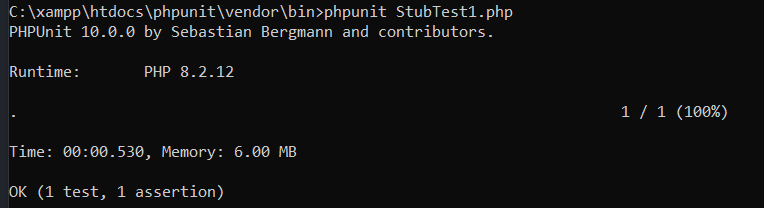 C:\xampp\htdocs\phpunit\vendor\bin>phpunit StubTest1.php
PHPUnit 10.0.0 by Sebastian Bergmann and contributors.
Runtime:       PHP 8.2.12
.                                                                   1 / 1 (100%)
Time: 00:00.530, Memory: 6.00 MB
OK (1 test, 1 assertion)